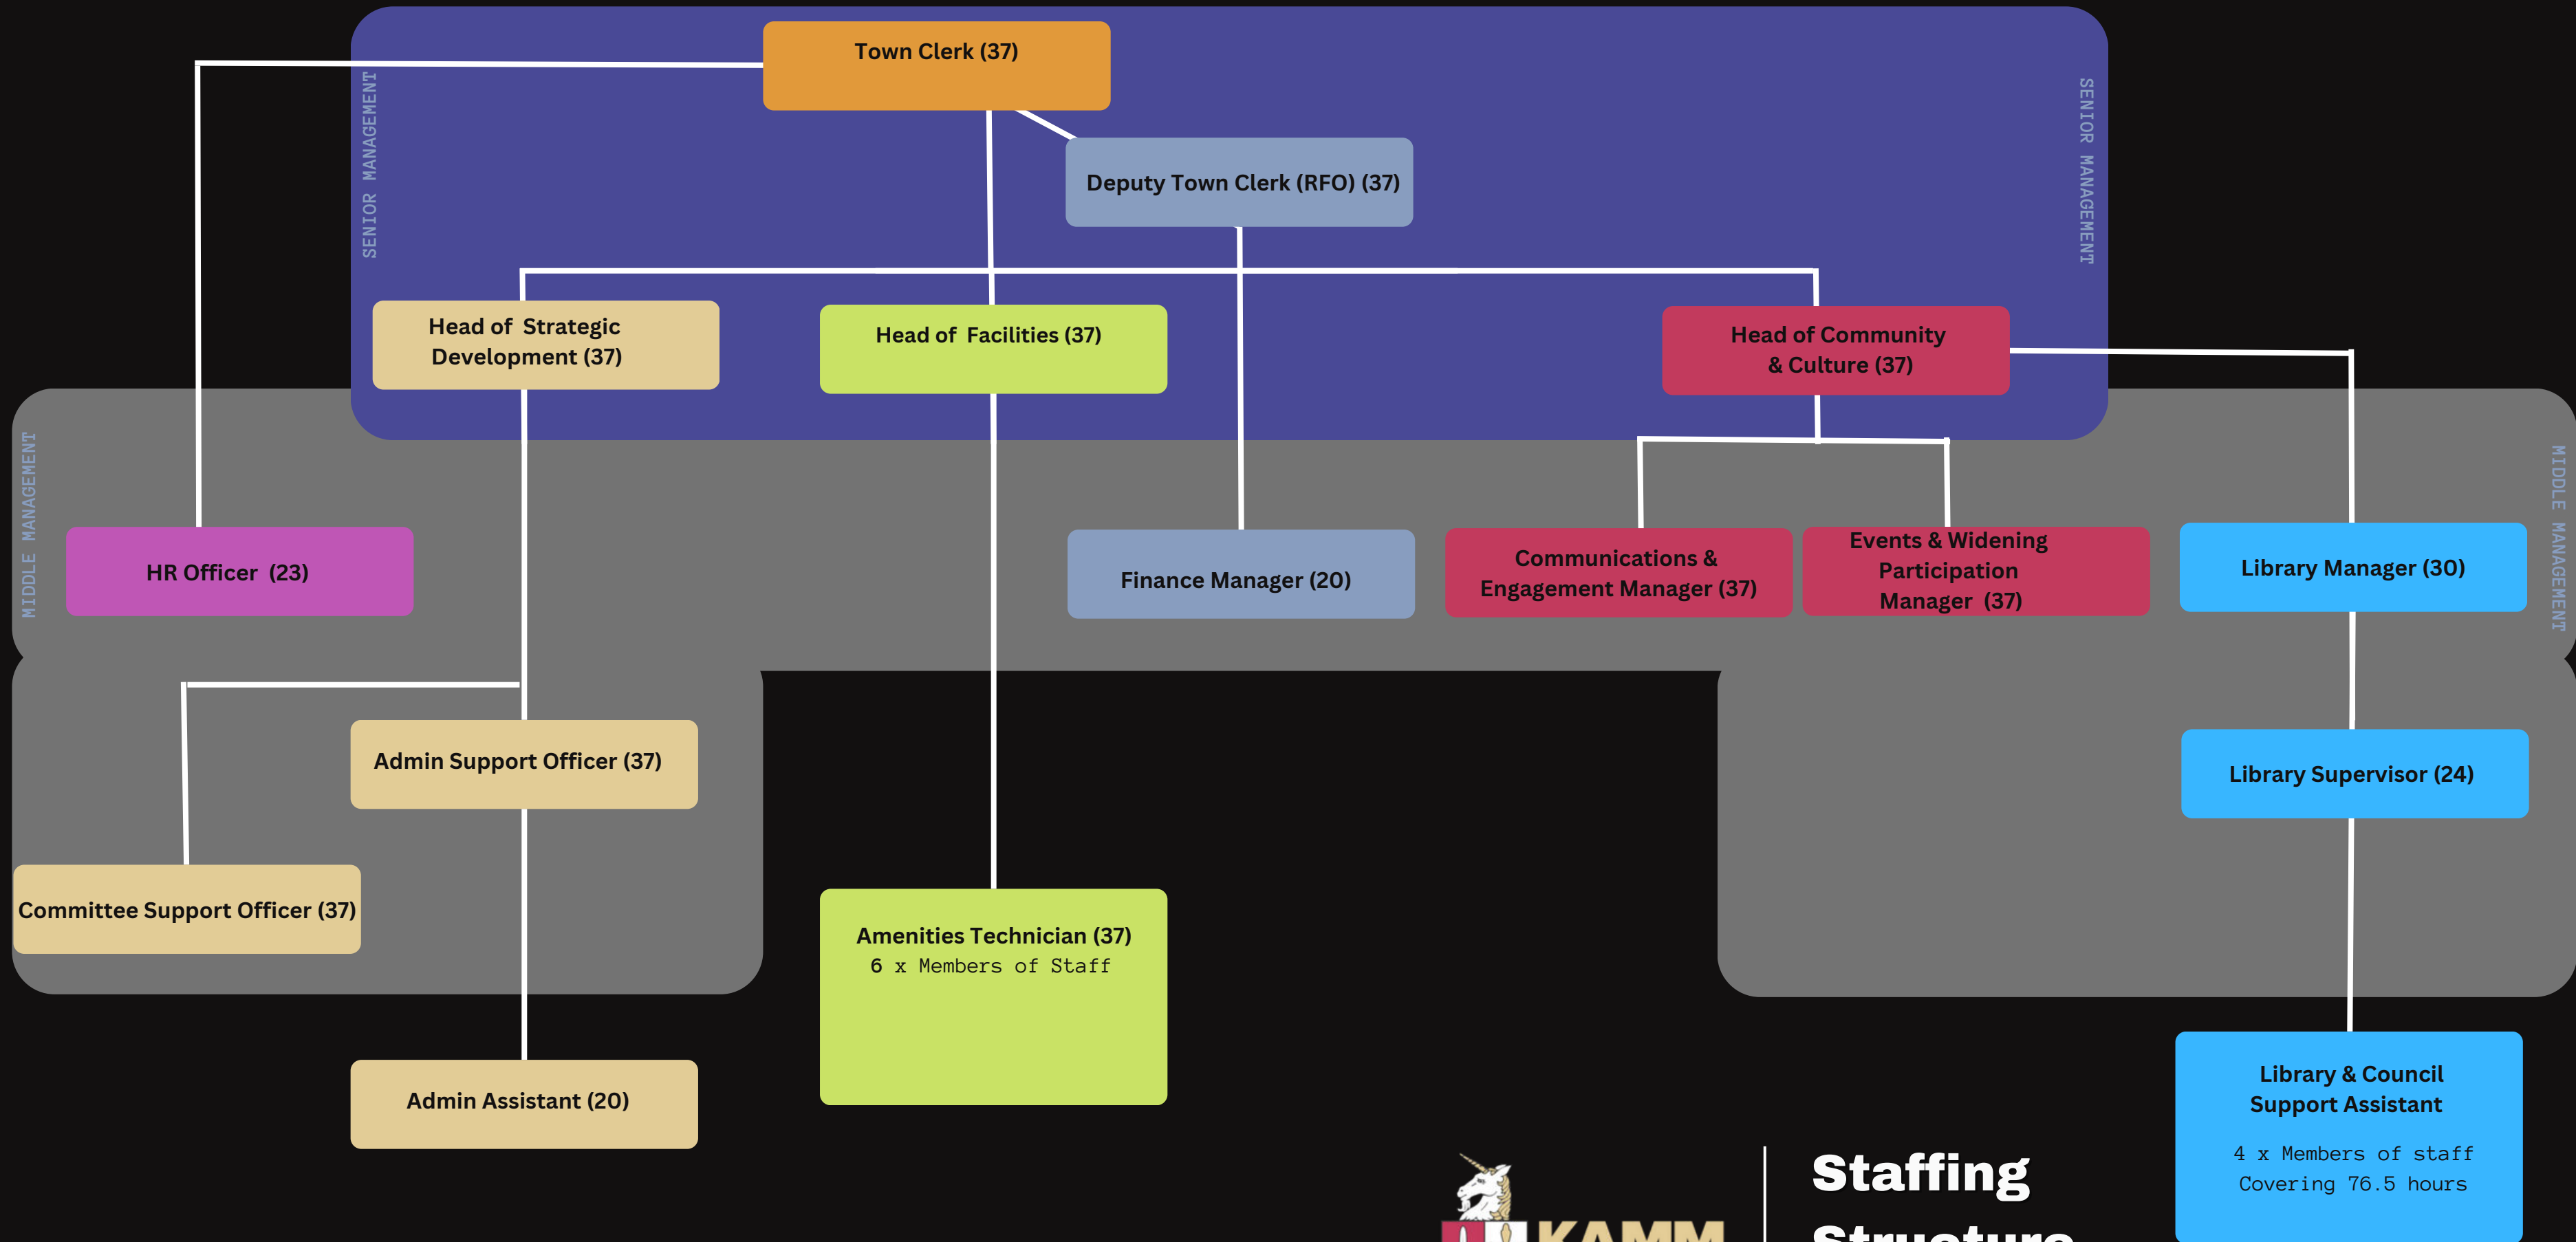 Town Clerk (37)
SENIOR MANAGEMENT
SENIOR MANAGEMENT
Deputy Town Clerk (RFO) (37)
Head of Strategic
Development (37)
Head of Facilities (37)
Head of Community
& Culture (37)
MIDDLE MANAGEMENT
MIDDLE MANAGEMENT
HR Officer (23)
Finance Manager (20)
Communications &
Engagement Manager (37)
Events & Widening
Participation
Manager (37)
Library Manager (30)
Admin Support Officer (37)
Library Supervisor (24)
Committee Support Officer (37)
Amenities Technician (37)
6 x Members of Staff
Admin Assistant (20)
Library & Council
Support Assistant
4 x Members of staff
Covering 76.5 hours
Staffing
Structure
KAMM